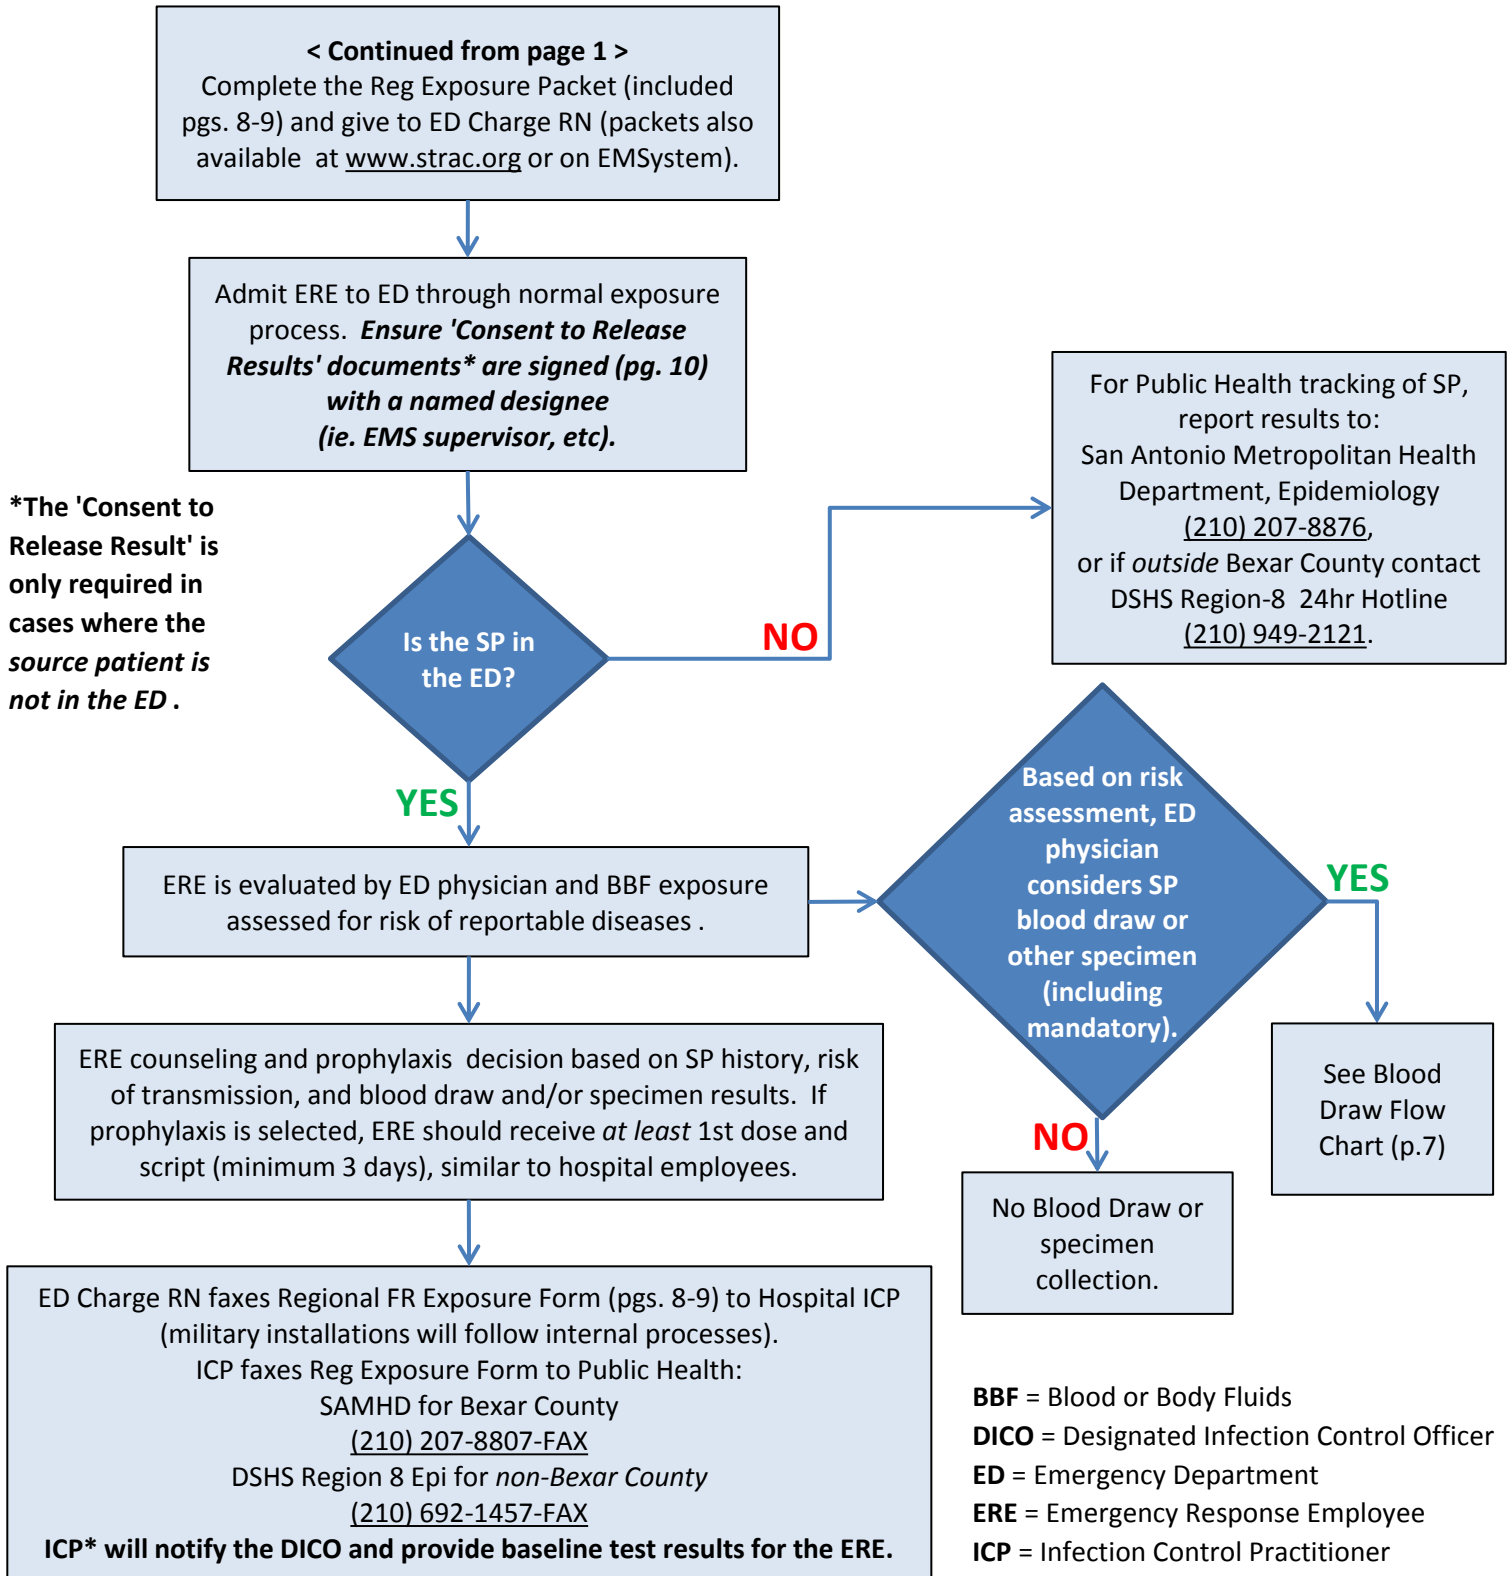 < Continued from page 1 >
Complete the Reg Exposure Packet (included
pgs. 8-9) and give to ED Charge RN (packets also
available  at www.strac.org or on EMSystem).
Admit ERE to ED through normal exposure
process.  Ensure 'Consent to Release
Results' documents* are signed (pg. 10)
with a named designee
(ie. EMS supervisor, etc).
*The 'Consent to
Release Result' is
only required in
cases where the
source patient is
not in the ED .
Is the SP in
the ED?
NO
For Public Health tracking of SP,
report results to:
San Antonio Metropolitan Health
Department, Epidemiology
(210) 207-8876,
or if outside Bexar County contact
DSHS Region-8  24hr Hotline
(210) 949-2121.
YES
ERE is evaluated by ED physician and BBF exposure
assessed for risk of reportable diseases .
Based on risk
assessment, ED
physician
considers SP
blood draw or
other specimen
(including
mandatory).
YES
See Blood
Draw Flow
Chart (p.7)
NO
No Blood Draw or
specimen
collection.
ERE counseling and prophylaxis  decision based on SP history, risk
of transmission, and blood draw and/or specimen results.  If
prophylaxis is selected, ERE should receive at least 1st dose and
script (minimum 3 days), similar to hospital employees.
ED Charge RN faxes Regional FR Exposure Form (pgs. 8-9) to Hospital ICP
(military installations will follow internal processes).
ICP faxes Reg Exposure Form to Public Health:
SAMHD for Bexar County
(210) 207-8807-FAX
DSHS Region 8 Epi for non-Bexar County
(210) 692-1457-FAX
ICP* will notify the DICO and provide baseline test results for the ERE.
BBF = Blood or Body Fluids
DICO = Designated Infection Control Officer
ED = Emergency Department
ERE = Emergency Response Employee
ICP = Infection Control Practitioner